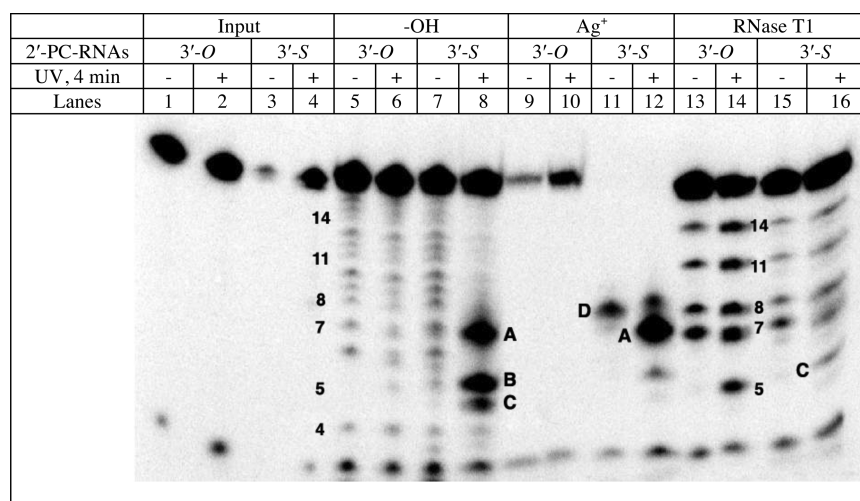 Input -OH Ag+ RNase T1
2′-PC-RNAs 3′-O 3′-S 3′-O 3′-S 3′-O 3′-S 3′-O 3′-S
UV, 4 min - + - + - + - + - + - + - + - +
Lanes 1 2 3 4 5 6 7 8 9 10 11 12 13 14 15 16
14 14
11 11
8 D 8
7 A A 7
5 B C 5
C
4